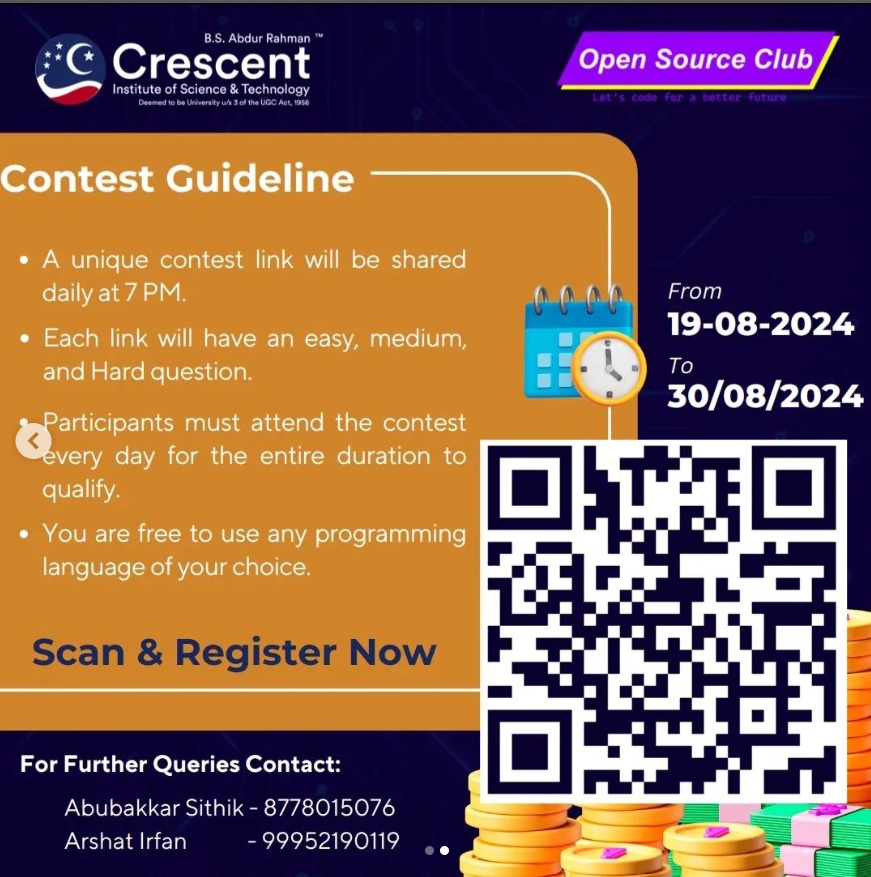 B.S. Abdur Rahman ™
Crescent
Institute of Science & Technology
Deemed to be University u/s 3 of the UGC Act, 1956
Open Source Club
Let's code for a better future
Contest Guideline
• A unique contest link will be shared
daily at 7 PM.
• Each link will have an easy, medium,
and Hard question.
• Participants must attend the contest
every day for the entire duration to
qualify.
• You are free to use any programming
language of your choice.
From
19-08-2024
To
30/08/2024
Scan & Register Now
For Further Queries Contact:
Abubakkar Sithik - 8778015076
Arshat Irfan - 99952190119